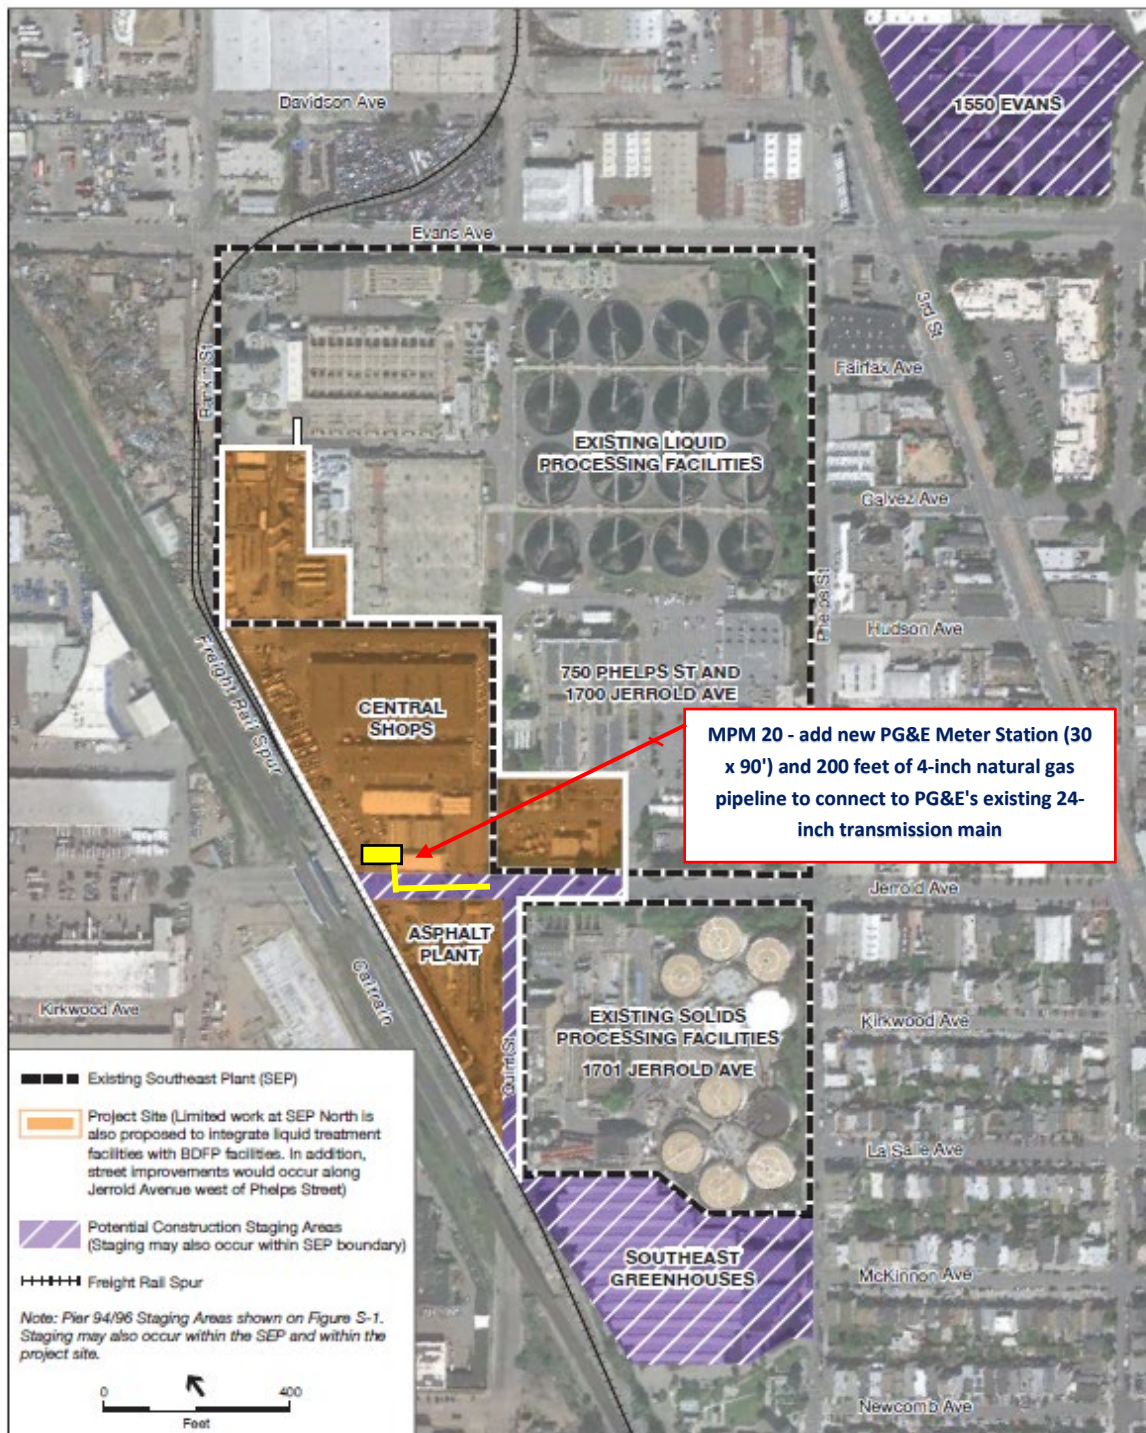 Davidson Ave
1550 EVANS
Evans Ave
3rd St
Rankin St
Fairfax Ave
EXISTING LIQUID
PROCESSING FACILITIES
Galvez Ave
Phelps St
Hudson Ave
Freight Rail Spur
750 PHELPS ST AND
1700 JERROLD AVE
CENTRAL
SHOPS
MPM 20 - add new PG&E Meter Station (30
x 90') and 200 feet of 4-inch natural gas
pipeline to connect to PG&E's existing 24-
inch transmission main
Jerrold Ave
ASPHALT
PLANT
Caltrain
Kirkwood Ave
EXISTING SOLIDS
PROCESSING FACILITIES
1701 JERROLD AVE
Kirkwood Ave
Quint St
La Salle Ave
SOUTHEAST
GREENHOUSES
McKinnon Ave
Newcomb Ave
Existing Southeast Plant (SEP)
Project Site (Limited work at SEP North is
also proposed to integrate liquid treatment
facilities with BDFP facilities. In addition,
street improvements would occur along
Jerrold Avenue west of Phelps Street)
Potential Construction Staging Areas
(Staging may also occur within SEP boundary)
Freight Rail Spur
Note: Pier 94/96 Staging Areas shown on Figure S-1.
Staging may also occur within the SEP and within the
project site.
0 400
Feet